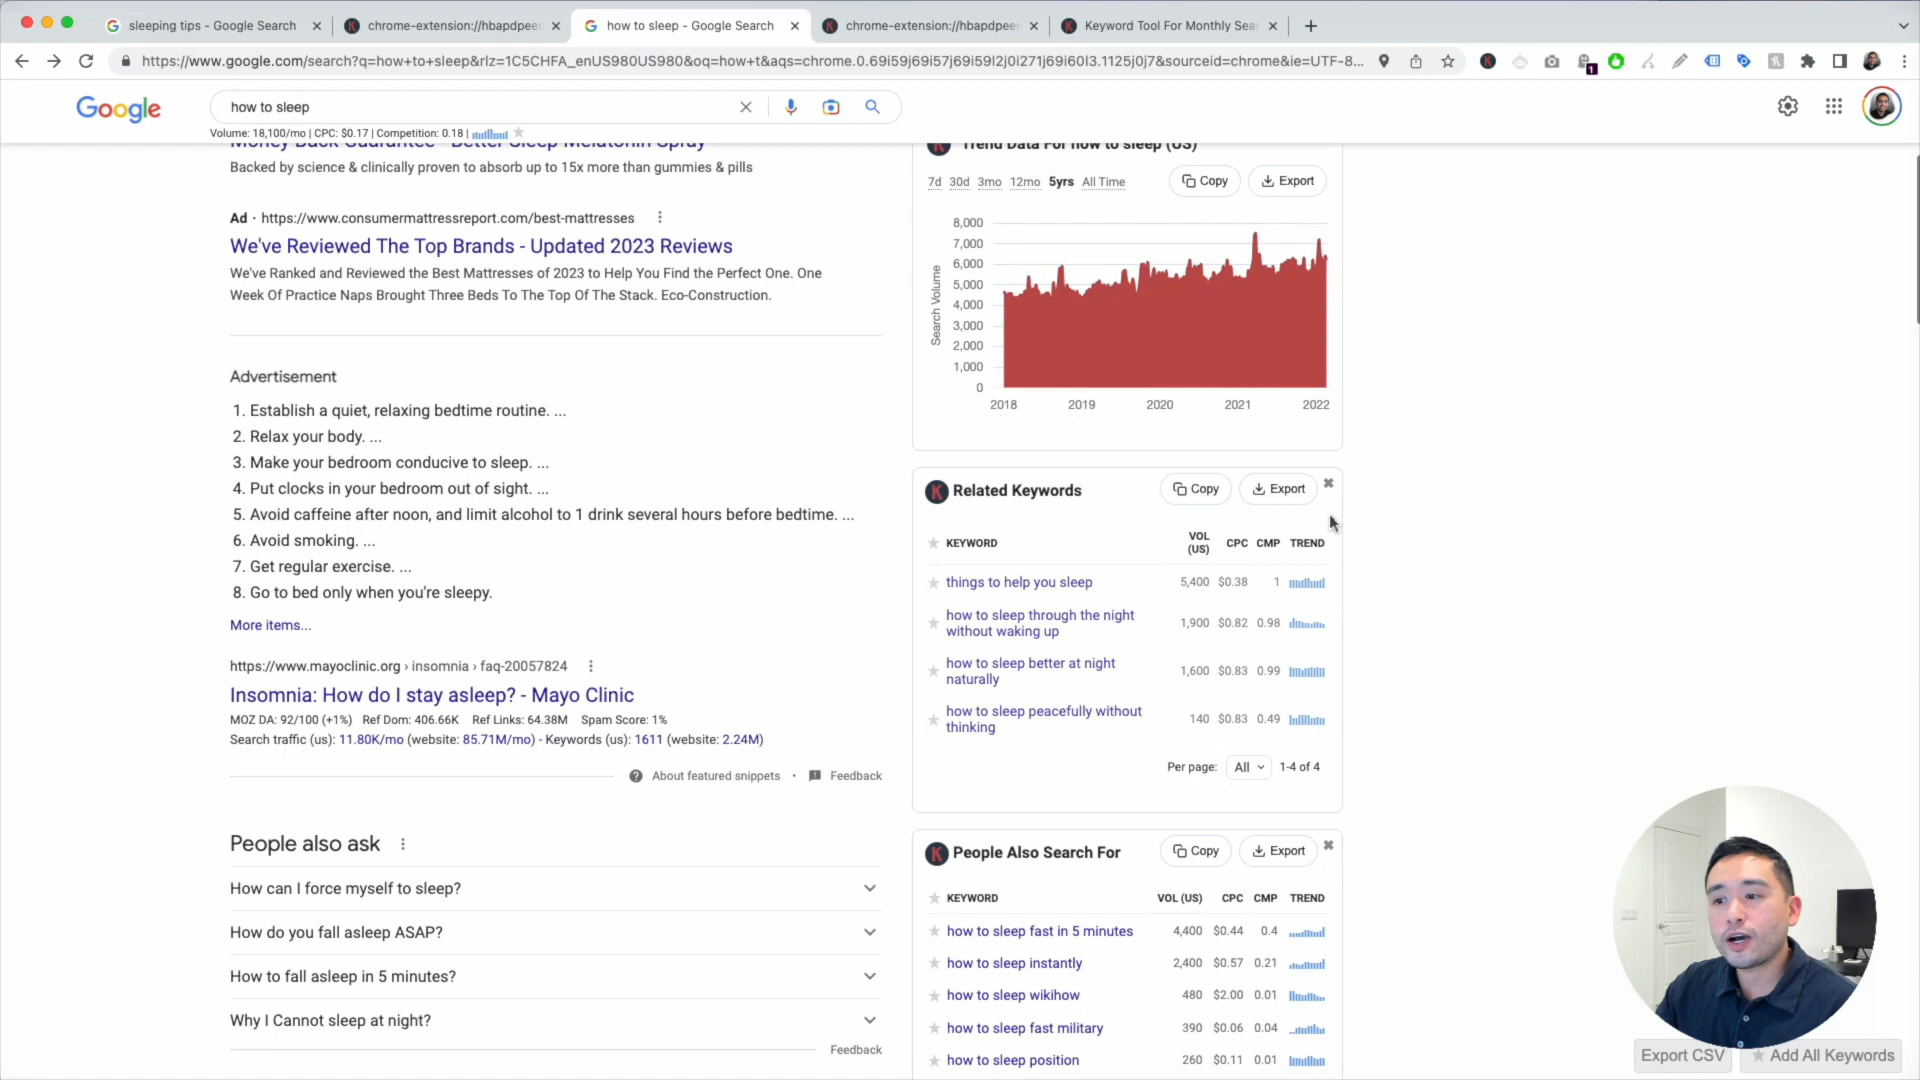 sleeping tips - Google Search
chrome-extension://hbapdpeer
how to sleep - Google Search
chrome-extension://hbapdpeer
Keyword Tool For Monthly Sear
https://www.google.com/search?q=how+to+sleep&rlz=1C5CHFA_enUS980US980&oq=how+t&aqs=chrome.0.69i59j69i57j69i59l2j0i271j69i60l3.1125j0j7&sourceid=chrome&ie=UTF-8...
1
Google
how to sleep
Volume: 18,100/mo | CPC: $0.17 | Competition: 0.18 |
Money Back Guarantee - Better Sleep Melatonin Spray
Backed by science & clinically proven to absorb up to 15x more than gummies & pills
Ad · https://www.consumermattressreport.com/best-mattresses
We've Reviewed The Top Brands - Updated 2023 Reviews
We've Ranked and Reviewed the Best Mattresses of 2023 to Help You Find the Perfect One. One
Week Of Practice Naps Brought Three Beds To The Top Of The Stack. Eco-Construction.
Advertisement
1. Establish a quiet, relaxing bedtime routine. ...
2. Relax your body. ...
3. Make your bedroom conducive to sleep. ...
4. Put clocks in your bedroom out of sight. ...
5. Avoid caffeine after noon, and limit alcohol to 1 drink several hours before bedtime. ...
6. Avoid smoking. ...
7. Get regular exercise. ...
8. Go to bed only when you're sleepy.
More items...
https://www.mayoclinic.org › insomnia › faq-20057824
Insomnia: How do I stay asleep? - Mayo Clinic
MOZ DA: 92/100 (+1%) Ref Dom: 406.66K Ref Links: 64.38M Spam Score: 1%
Search traffic (us): 11.80K/mo (website: 85.71M/mo) - Keywords (us): 1611 (website: 2.24M)
About featured snippets · Feedback
People also ask
How can I force myself to sleep?
How do you fall asleep ASAP?
How to fall asleep in 5 minutes?
Why I Cannot sleep at night?
Feedback
K Trend Data For how to sleep (US)
7d 30d 3mo 12mo 5yrs All Time Copy Export
Search Volume
8,000
7,000
6,000
5,000
4,000
3,000
2,000
1,000
0
2018 2019 2020 2021 2022
K Related Keywords Copy Export
KEYWORD VOL (US) CPC CMP TREND
things to help you sleep 5,400 $0.38 1
how to sleep through the night
without waking up 1,900 $0.82 0.98
how to sleep better at night
naturally 1,600 $0.83 0.99
how to sleep peacefully without
thinking 140 $0.83 0.49
Per page: All 1-4 of 4
K People Also Search For Copy Export
KEYWORD VOL (US) CPC CMP TREND
how to sleep fast in 5 minutes 4,400 $0.44 0.4
how to sleep instantly 2,400 $0.57 0.21
how to sleep wikihow 480 $2.00 0.01
how to sleep fast military 390 $0.06 0.04
how to sleep position 260 $0.11 0.01
Export CSV Add All Keywords